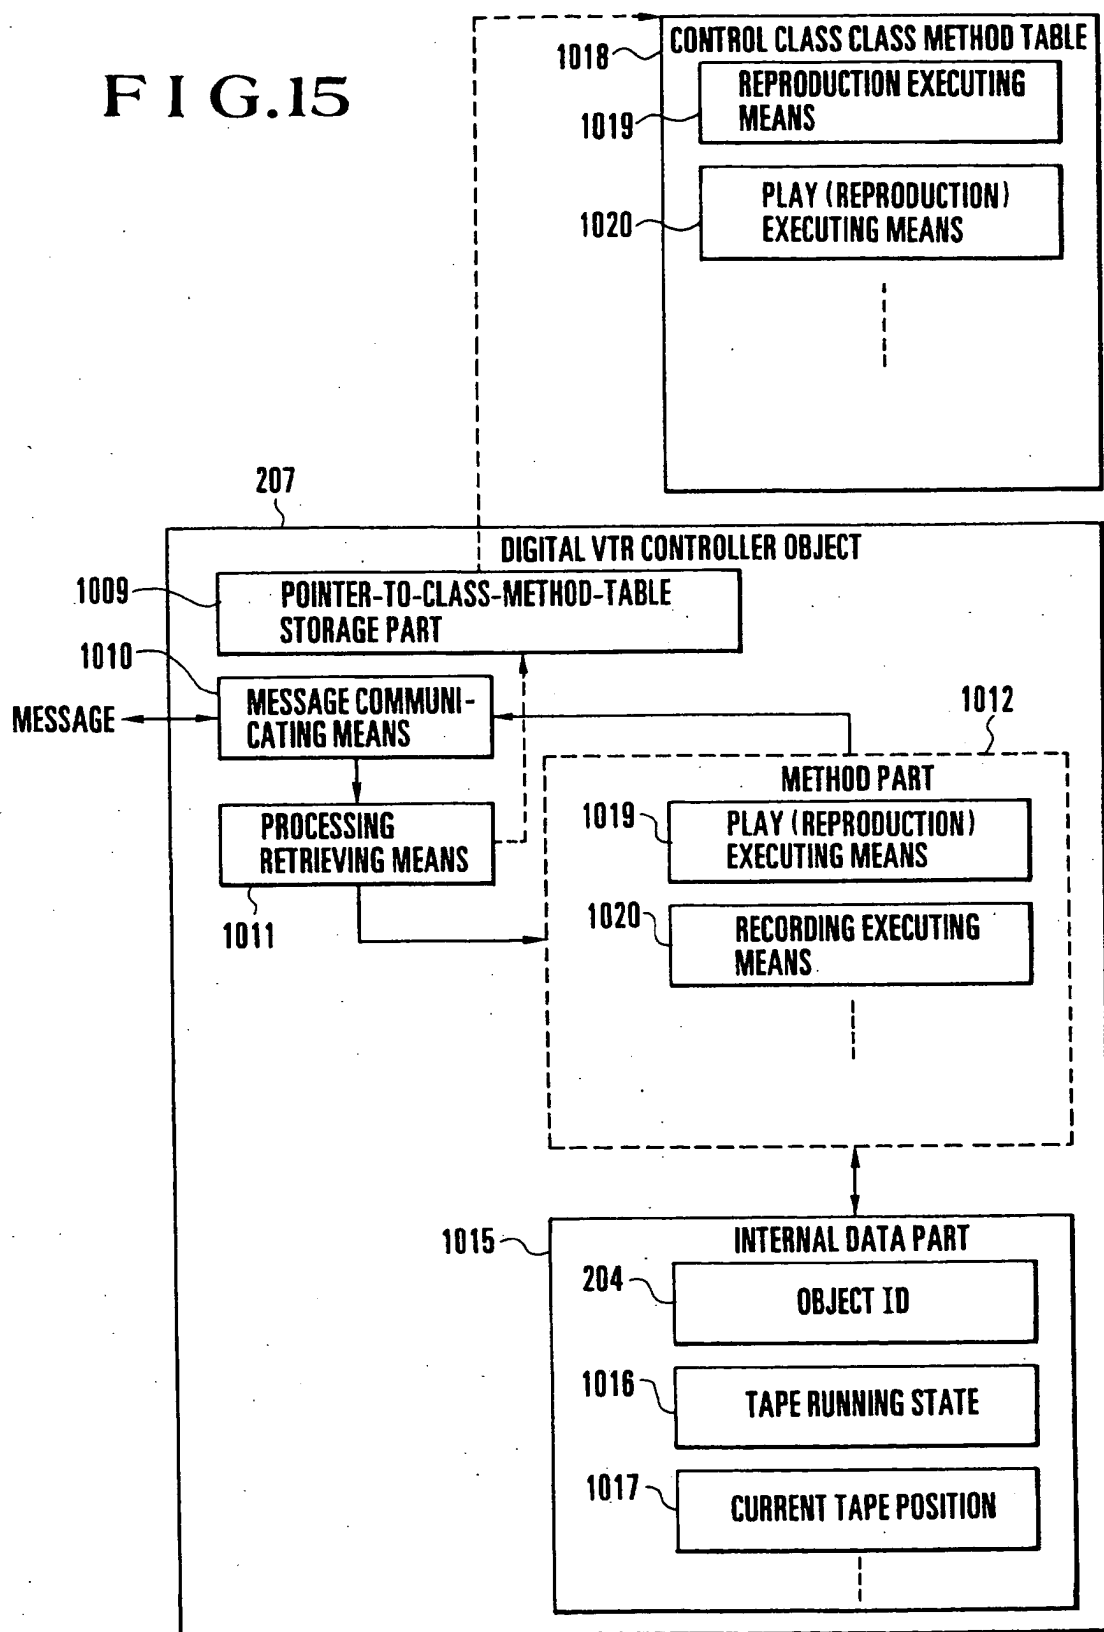 FIG.15
1018
CONTROL CLASS CLASS METHOD TABLE
1019
REPRODUCTION EXECUTING
MEANS
1020
PLAY (REPRODUCTION)
EXECUTING MEANS
207
DIGITAL VTR CONTROLLER OBJECT
1009
POINTER-TO-CLASS-METHOD-TABLE
STORAGE PART
1010
MESSAGE
MESSAGE COMMUNI-
CATING MEANS
1012
METHOD PART
PROCESSING
RETRIEVING MEANS
1011
1019
PLAY (REPRODUCTION)
EXECUTING MEANS
1020
RECORDING EXECUTING
MEANS
1015
INTERNAL DATA PART
204
OBJECT ID
1016
TAPE RUNNING STATE
1017
CURRENT TAPE POSITION